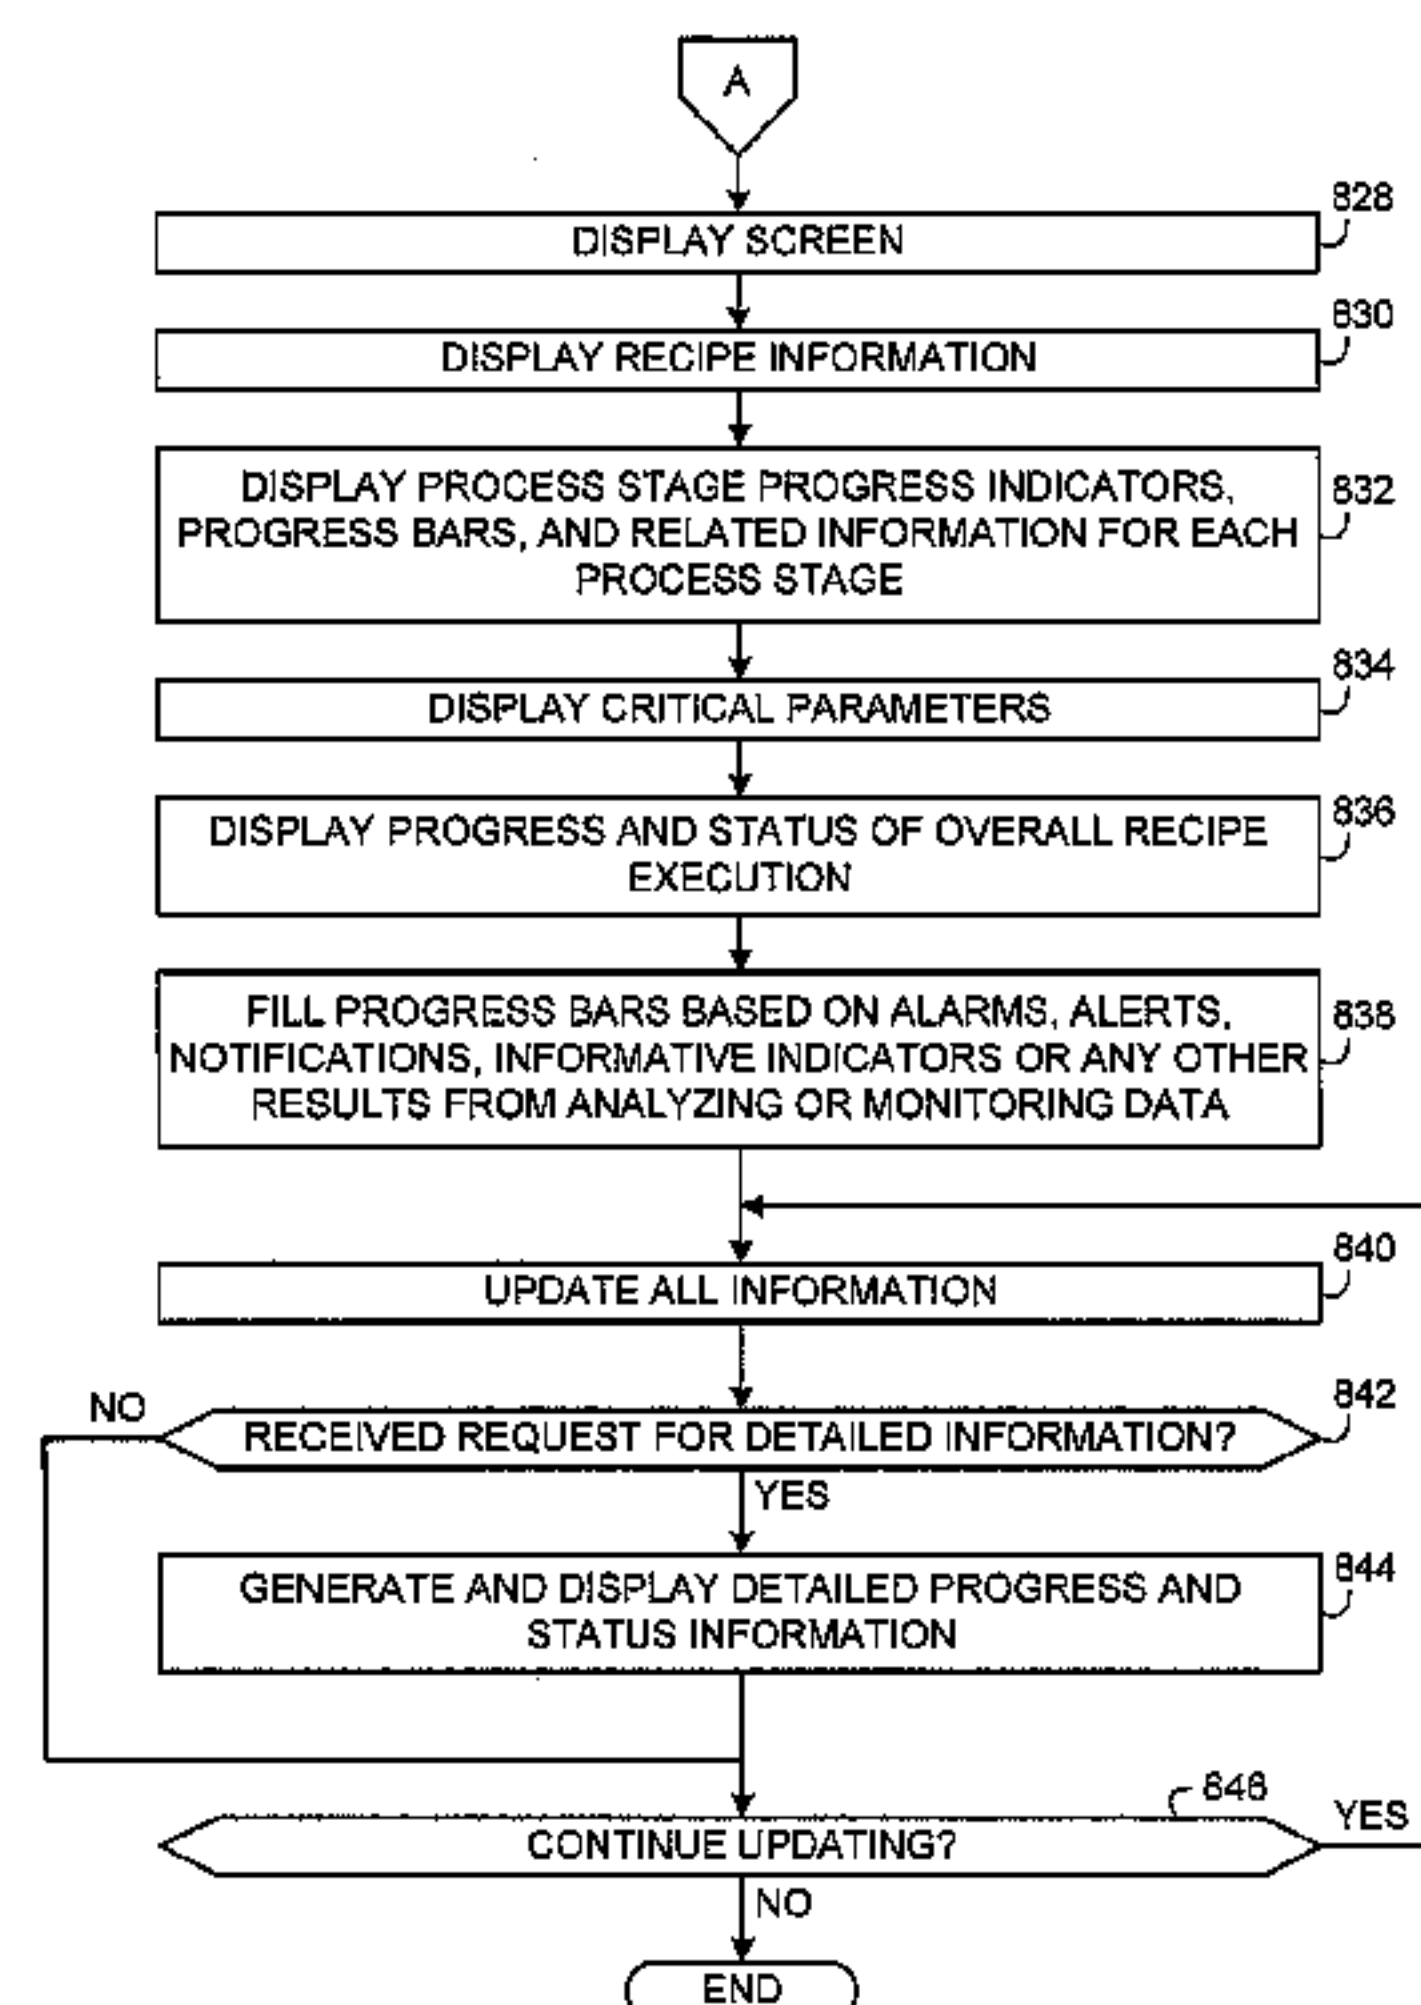 A
828
DISPLAY SCREEN
830
DISPLAY RECIPE INFORMATION
832
DISPLAY PROCESS STAGE PROGRESS INDICATORS,
PROGRESS BARS, AND RELATED INFORMATION FOR EACH
PROCESS STAGE
834
DISPLAY CRITICAL PARAMETERS
836
DISPLAY PROGRESS AND STATUS OF OVERALL RECIPE
EXECUTION
838
FILL PROGRESS BARS BASED ON ALARMS, ALERTS,
NOTIFICATIONS, INFORMATIVE INDICATORS OR ANY OTHER
RESULTS FROM ANALYZING OR MONITORING DATA
840
UPDATE ALL INFORMATION
842
NO
RECEIVED REQUEST FOR DETAILED INFORMATION?
YES
844
GENERATE AND DISPLAY DETAILED PROGRESS AND
STATUS INFORMATION
846
YES
CONTINUE UPDATING?
NO
END